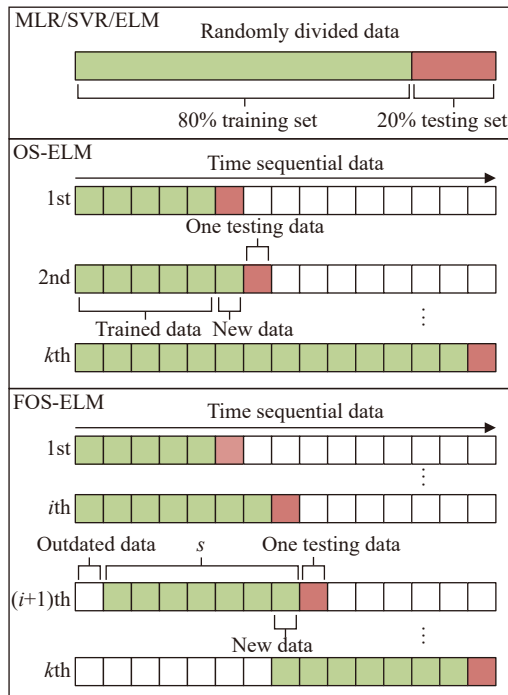 MLR/SVR/ELM
Randomly divided data
80% training set 20% testing set
OS-ELM
Time sequential data
1st
One testing data
2nd
Trained data New data
⋮
kth
FOS-ELM
Time sequential data
1st
⋮
ith
Outdated data s One testing data
(i+1)th
New data
⋮
kth